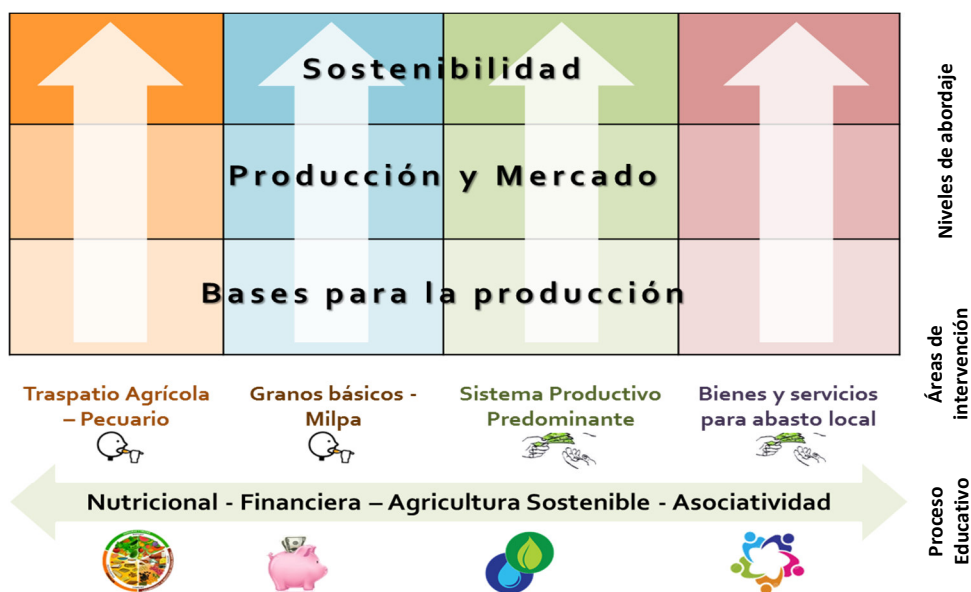 Sostenibilidad
Producción y Mercado
Bases para la producción
Niveles de abordaje
Traspatio Agrícola
– Pecuario
Granos básicos -
Milpa
Sistema Productivo
Predominante
Bienes y servicios
para abasto local
Áreas de
intervención
Nutricional - Financiera – Agricultura Sostenible - Asociatividad
Proceso
Educativo